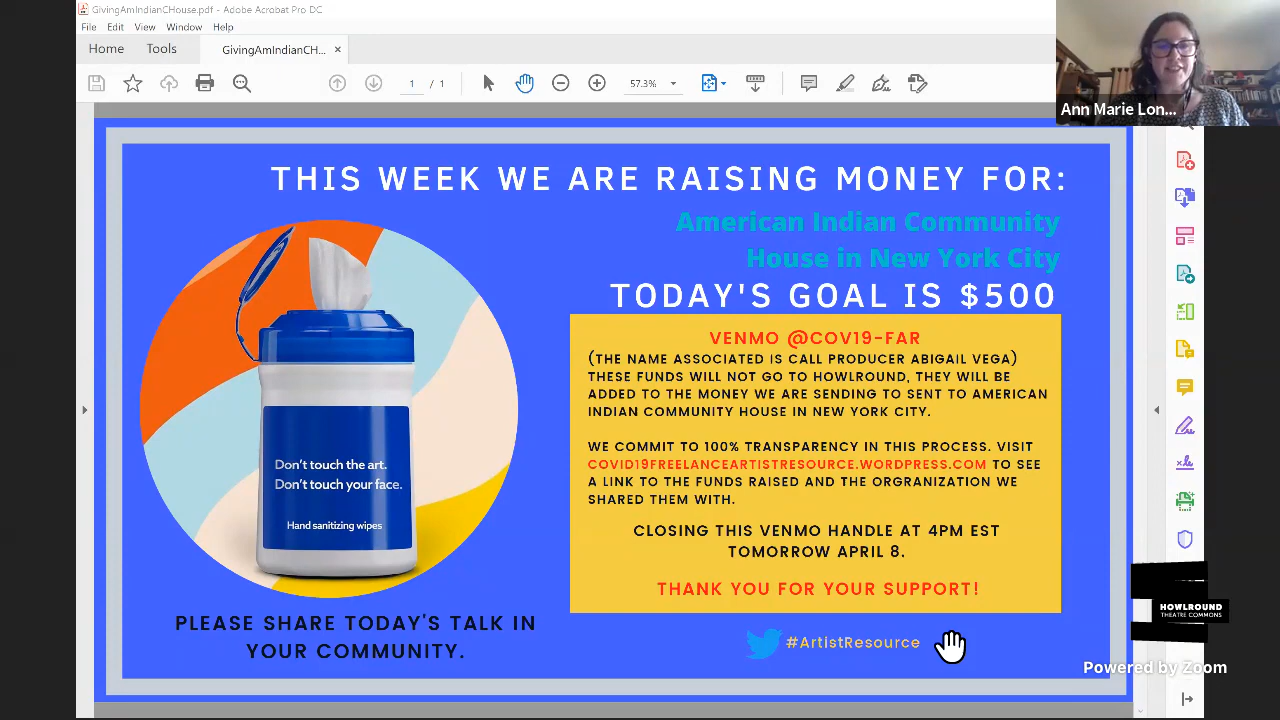 GivingAmIndianCHouse.pdf - Adobe Acrobat Pro DC
File Edit View Window Help
Home Tools GivingAmIndianCH... ×
1 / 1 57.3%
Ann Marie Lon...
THIS WEEK WE ARE RAISING MONEY FOR:
American Indian Community
House in New York City
TODAY'S GOAL IS $500
VENMO @COV19-FAR
(THE NAME ASSOCIATED IS CALL PRODUCER ABIGAIL VEGA)
THESE FUNDS WILL NOT GO TO HOWLROUND, THEY WILL BE
ADDED TO THE MONEY WE ARE SENDING TO SENT TO AMERICAN
INDIAN COMMUNITY HOUSE IN NEW YORK CITY.
WE COMMIT TO 100% TRANSPARENCY IN THIS PROCESS. VISIT
COVID19FREELANCEARTISTRESOURCE.WORDPRESS.COM TO SEE
A LINK TO THE FUNDS RAISED AND THE ORGRANIZATION WE
SHARED THEM WITH.
CLOSING THIS VENMO HANDLE AT 4PM EST
TOMORROW APRIL 8.
THANK YOU FOR YOUR SUPPORT!
Don't touch the art.
Don't touch your face.
Hand sanitizing wipes
PLEASE SHARE TODAY'S TALK IN
YOUR COMMUNITY.
#ArtistResource
HOWLROUND
THEATRE COMMONS
Powered by Zoom